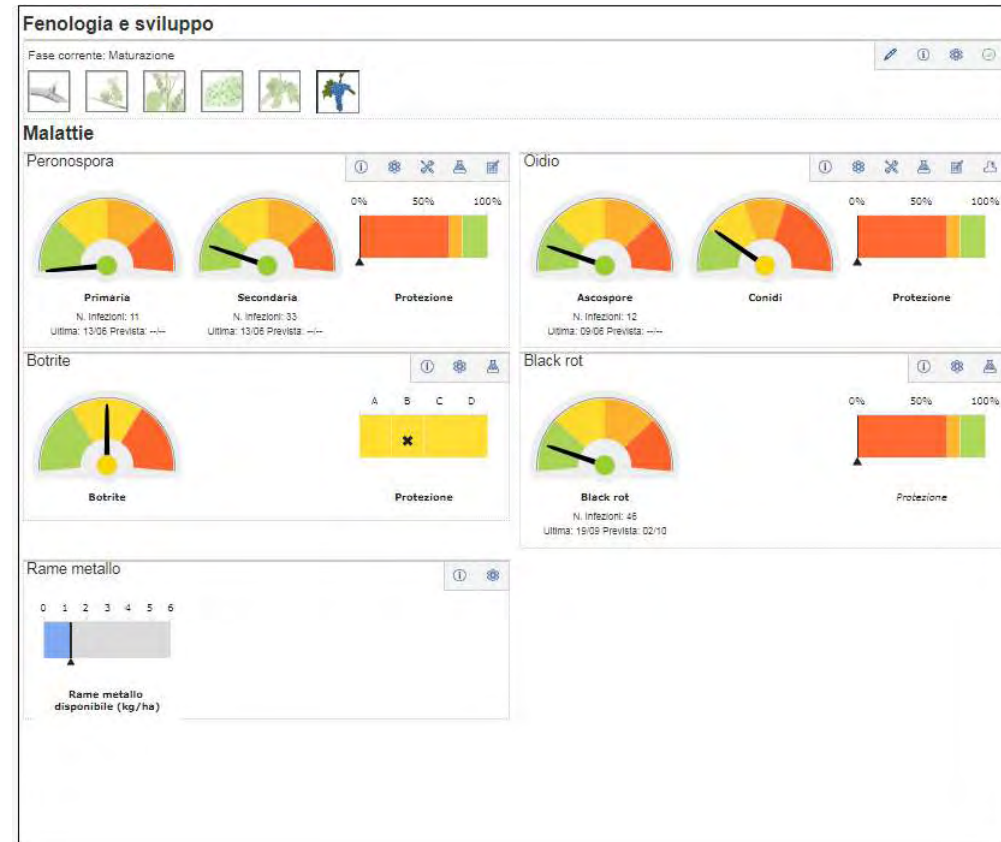 Fenologia e sviluppo
Fase corrente: Maturazione
Malattie
Peronospora
0% 50% 100%
Primaria
N. Infezioni: 11
Ultima: 13/06 Prevista: --/--
Secondaria
N. Infezioni: 33
Ultima: 13/06 Prevista: --/--
Protezione
Oidio
0% 50% 100%
Ascospore
N. Infezioni: 12
Ultima: 09/06 Prevista: --/--
Conidi
Protezione
Botrite
A B C D
Botrite
Protezione
Black rot
0% 50% 100%
Black rot
N. Infezioni: 46
Ultima: 19/09 Prevista: 02/10
Protezione
Rame metallo
0 1 2 3 4 5 6
Rame metallo
disponibile (kg/ha)